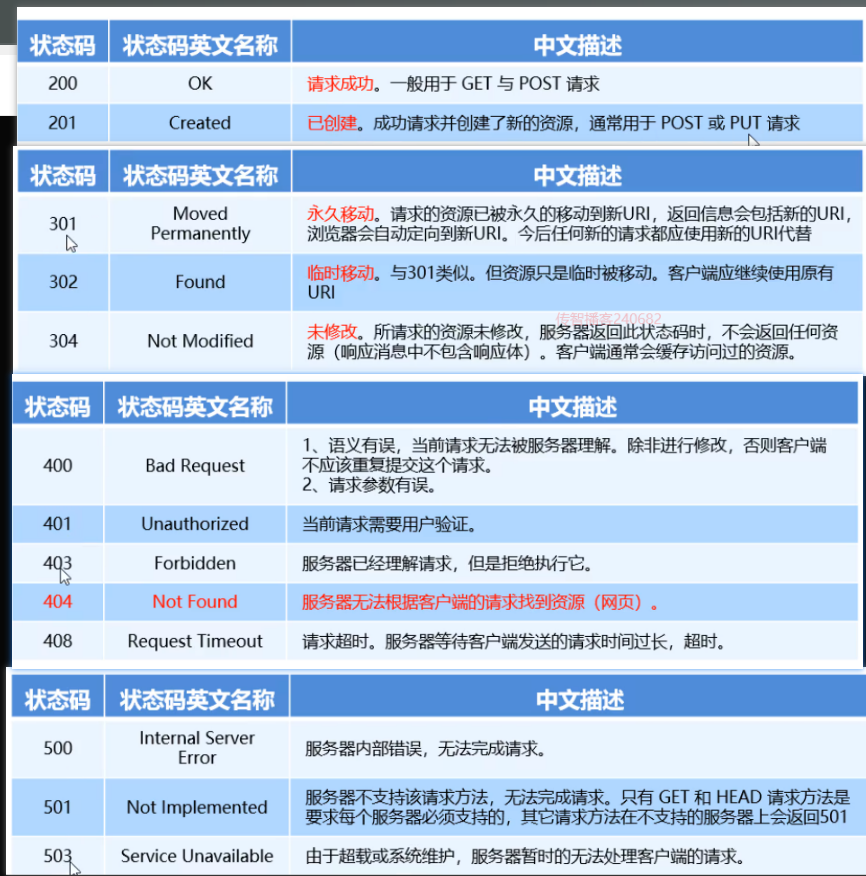 状态码 状态码英文名称 中文描述
200 OK 请求成功。一般用于 GET 与 POST 请求
201 Created 已创建。成功请求并创建了新的资源，通常用于 POST 或 PUT 请求
状态码 状态码英文名称 中文描述
301 Moved Permanently 永久移动。请求的资源已被永久的移动到新URI，返回信息会包括新的URI，
浏览器会自动定向到新URI。今后任何新的请求都应使用新的URI代替
302 Found 临时移动。与301类似。但资源只是临时被移动。客户端应继续使用原有
URI
传智播客240682
304 Not Modified 未修改。所请求的资源未修改，服务器返回此状态码时，不会返回任何资
源（响应消息中不包含响应体）。客户端通常会缓存访问过的资源。
状态码 状态码英文名称 中文描述
400 Bad Request 1、语义有误，当前请求无法被服务器理解。除非进行修改，否则客户端
不应该重复提交这个请求。
2、请求参数有误。
401 Unauthorized 当前请求需要用户验证。
403 Forbidden 服务器已经理解请求，但是拒绝执行它。
404 Not Found 服务器无法根据客户端的请求找到资源（网页）。
408 Request Timeout 请求超时。服务器等待客户端发送的请求时间过长，超时。
状态码 状态码英文名称 中文描述
500 Internal Server Error 服务器内部错误，无法完成请求。
501 Not Implemented 服务器不支持该请求方法，无法完成请求。只有 GET 和 HEAD 请求方法是
要求每个服务器必须支持的，其它请求方法在不支持的服务器上会返回501
503 Service Unavailable 由于超载或系统维护，服务器暂时的无法处理客户端的请求。